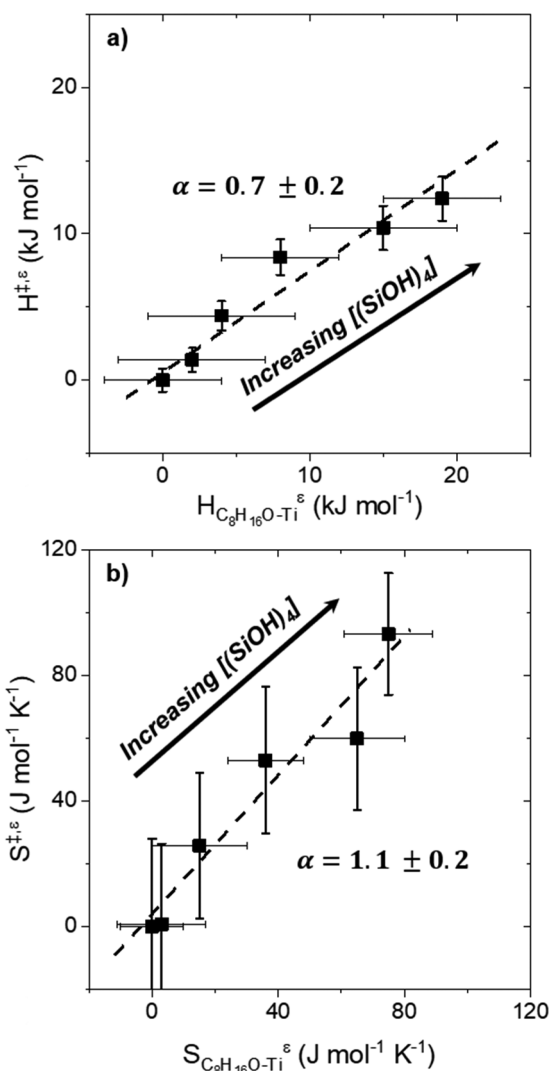 a)
20
10
0
H‡,ε (kJ mol-1)
α = 0.7 ± 0.2
Increasing [(SiOH)4]
0
10
20
HC8H16O-Tiε (kJ mol-1)
b)
120
80
40
0
S‡,ε (J mol-1 K-1)
Increasing [(SiOH)4]
α = 1.1 ± 0.2
0
40
80
120
SC8H16O-Tiε (J mol-1 K-1)